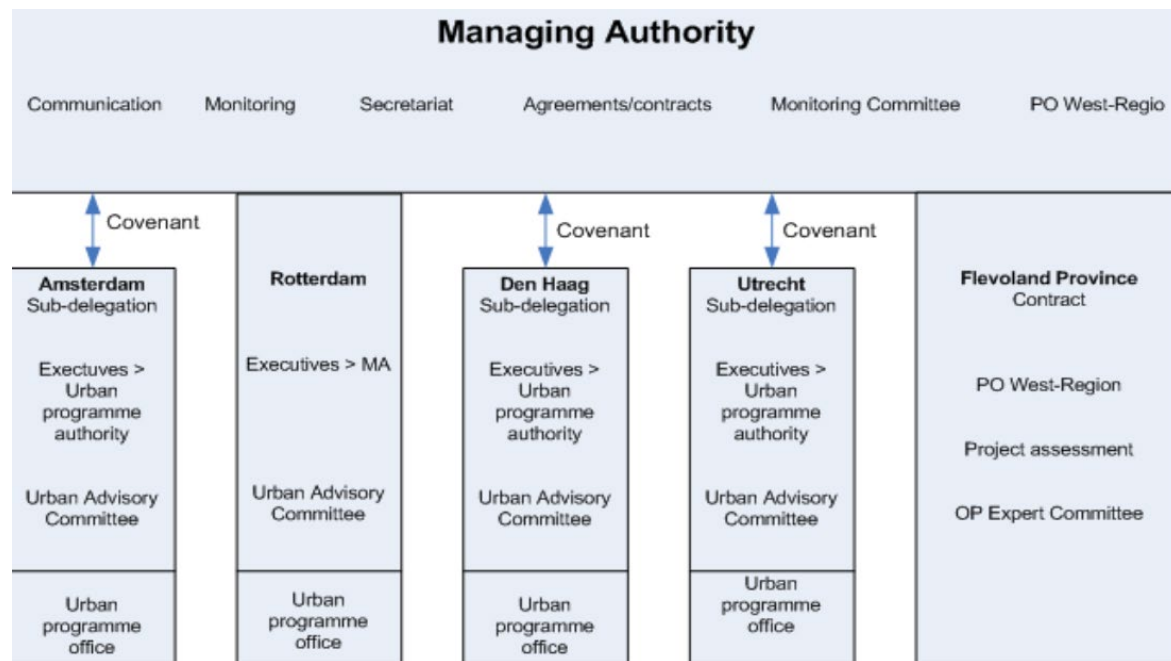 Managing Authority
Communication Monitoring Secretariat Agreements/contracts Monitoring Committee PO West-Regio
Covenant
Covenant
Covenant
Amsterdam
Sub-delegation
Exectuves >
Urban
programme
authority
Urban Advisory
Committee
Urban
programme
office
Rotterdam
Executives > MA
Urban Advisory
Committee
Urban
programme
office
Den Haag
Sub-delegation
Executives >
Urban
programme
authority
Urban Advisory
Committee
Urban
programme
office
Utrecht
Sub-delegation
Executives >
Urban
programme
authority
Urban Advisory
Committee
Urban
programme
office
Flevoland Province
Contract
PO West-Region
Project assessment
OP Expert Committee